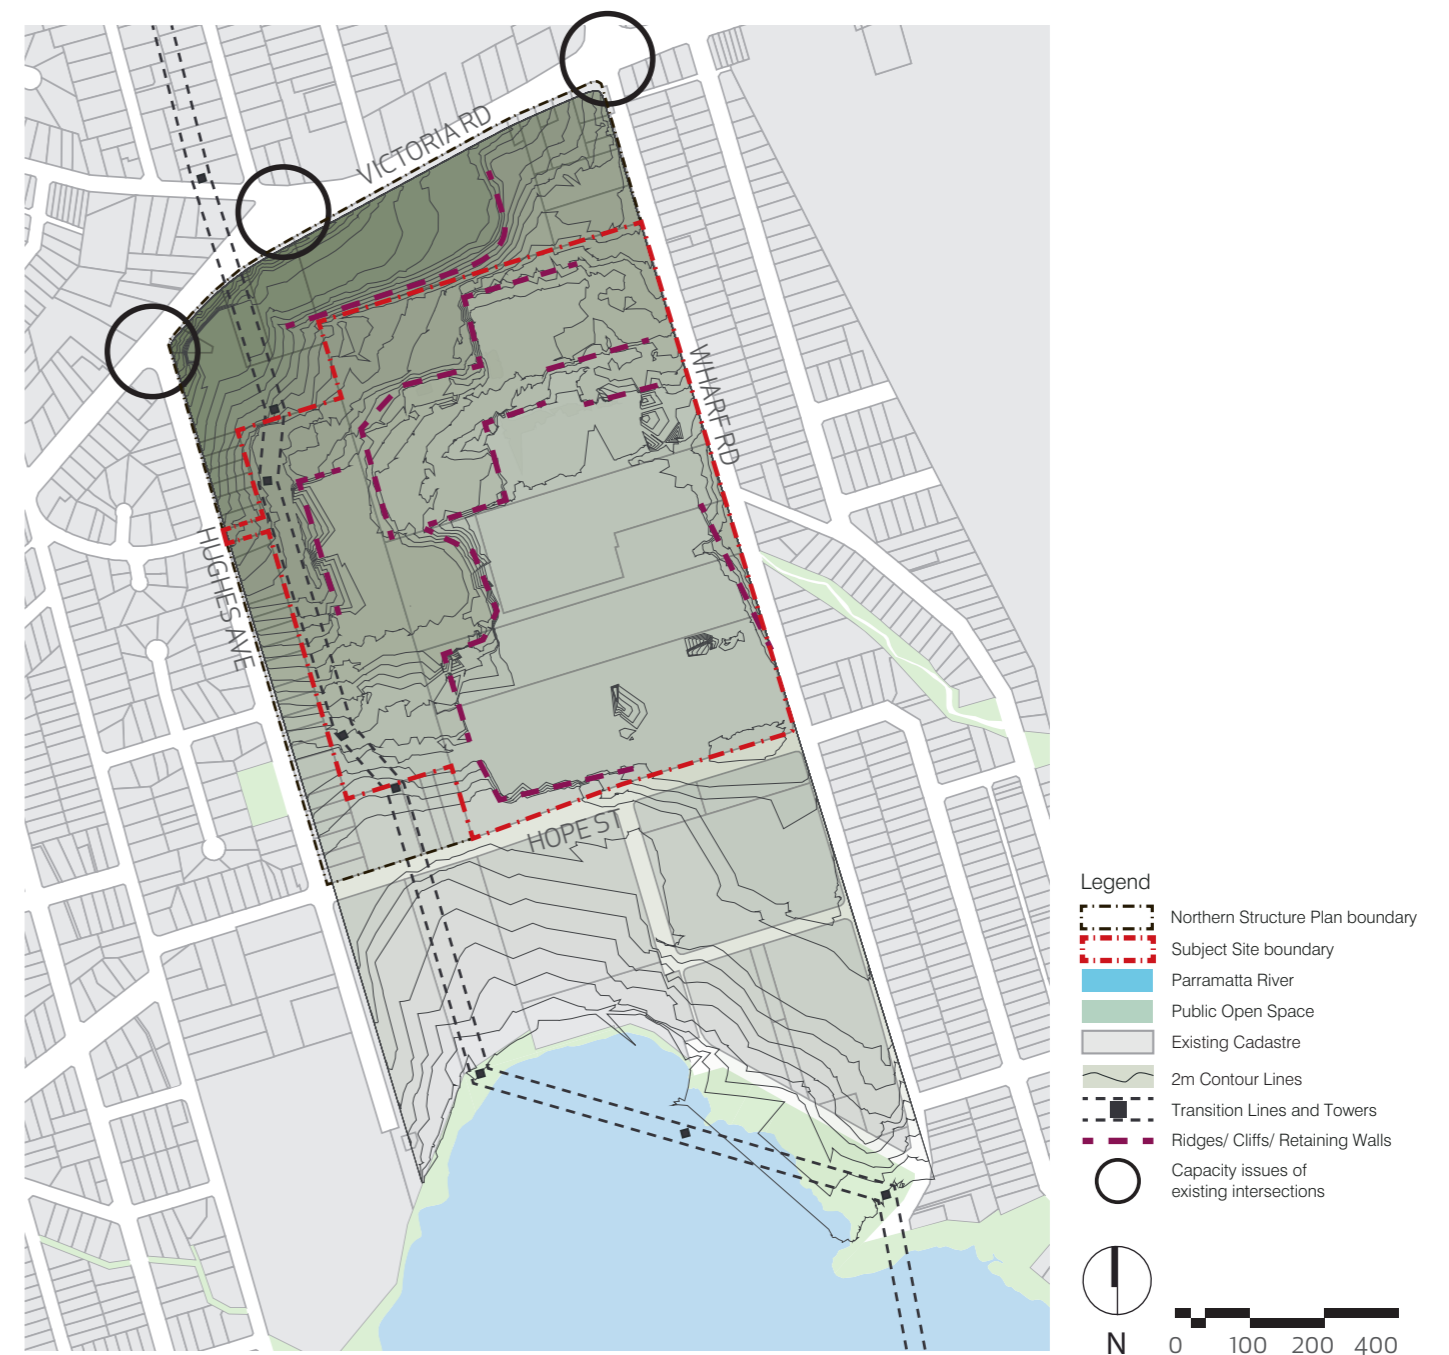 VICTORIA RD
WHARF RD
HUGHES AVE
HOPE ST
Legend
Northern Structure Plan boundary
Subject Site boundary
Parramatta River
Public Open Space
Existing Cadastre
2m Contour Lines
Transition Lines and Towers
Ridges/ Cliffs/ Retaining Walls
Capacity issues of
existing intersections
N
0 100 200 400